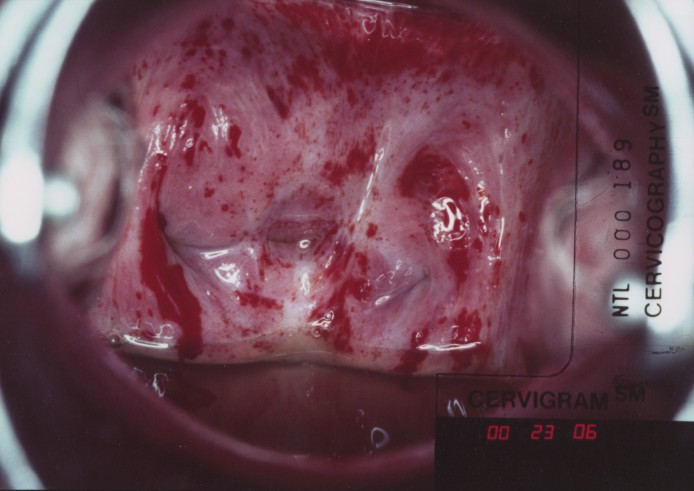 NTL 000 189
CERVICOGRAPHY SM
CERVIGRAM SM
00 23 06